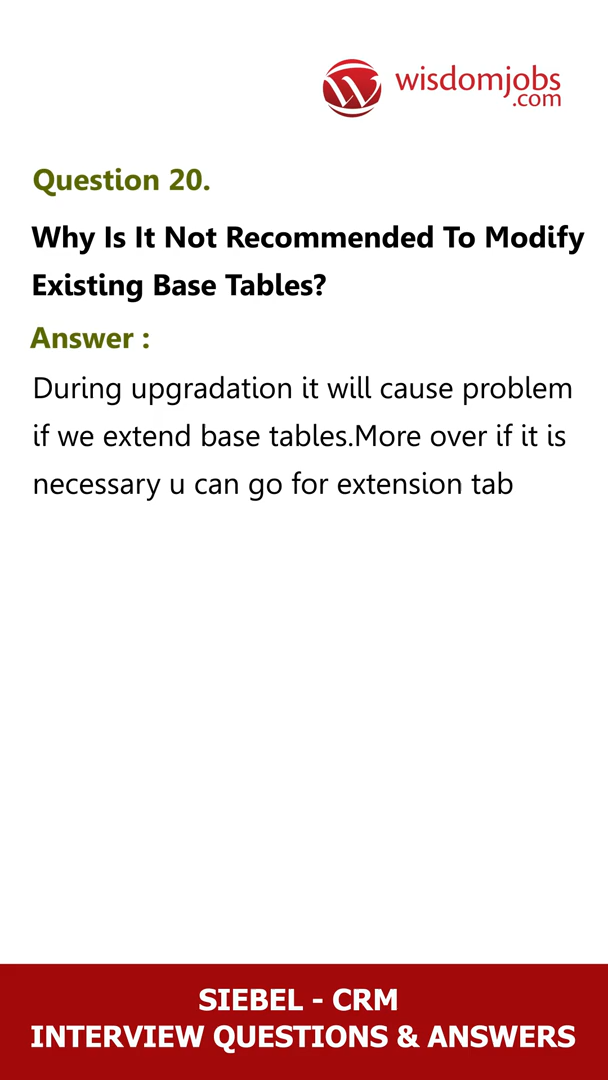 wisdomjobs
.com
Question 20.
Why Is It Not Recommended To Modify
Existing Base Tables?
Answer :
During upgradation it will cause problem
if we extend base tables.More over if it is
necessary u can go for extension tab
SIEBEL - CRM
INTERVIEW QUESTIONS & ANSWERS